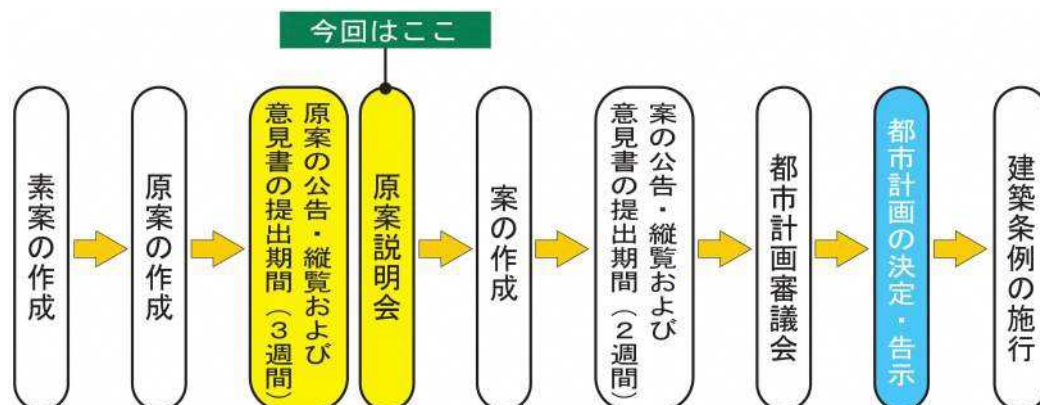 今回はここ
素案の作成
原案の作成
原案の公告・縦覧および
意見書の提出期間（３週間）
原案説明会
案の作成
案の公告・縦覧および
意見書の提出期間（２週間）
都市計画審議会
都市計画の決定・告示
建築条例の施行